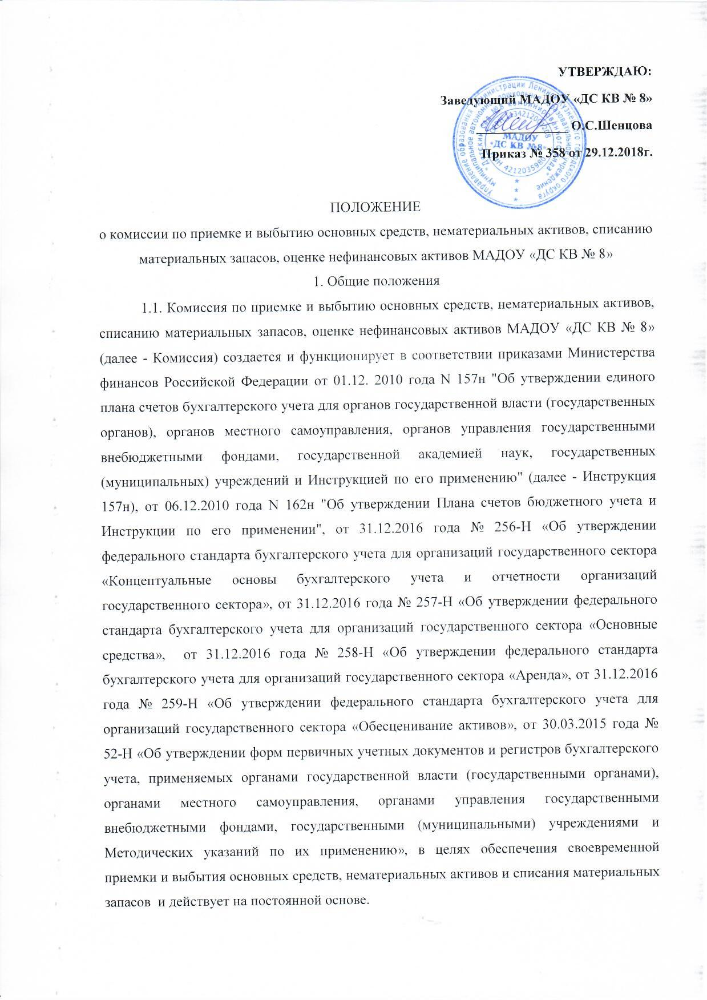 УТВЕРЖДАЮ:
Заведующий МАДОУ «ДС КВ № 8»
О.С.Шенцова
Приказ № 358 от 29.12.2018г.
МАДОУ
"ДС КВ №8"
ИНН 4212035980
ПОЛОЖЕНИЕ
о комиссии по приемке и выбытию основных средств, нематериальных активов, списанию
материальных запасов, оценке нефинансовых активов МАДОУ «ДС КВ № 8»
1. Общие положения
1.1. Комиссия по приемке и выбытию основных средств, нематериальных активов,
списанию материальных запасов, оценке нефинансовых активов МАДОУ «ДС КВ № 8»
(далее - Комиссия) создается и функционирует в соответствии приказами Министерства
финансов Российской Федерации от 01.12. 2010 года N 157н "Об утверждении единого
плана счетов бухгалтерского учета для органов государственной власти (государственных
органов), органов местного самоуправления, органов управления государственными
внебюджетными фондами, государственной академией наук, государственных
(муниципальных) учреждений и Инструкцией по его применению" (далее - Инструкция
157н), от 06.12.2010 года N 162н "Об утверждении Плана счетов бюджетного учета и
Инструкции по его применении", от 31.12.2016 года № 256-Н «Об утверждении
федерального стандарта бухгалтерского учета для организаций государственного сектора
«Концептуальные основы бухгалтерского учета и отчетности организаций
государственного сектора», от 31.12.2016 года № 257-Н «Об утверждении федерального
стандарта бухгалтерского учета для организаций государственного сектора «Основные
средства», от 31.12.2016 года № 258-Н «Об утверждении федерального стандарта
бухгалтерского учета для организаций государственного сектора «Аренда», от 31.12.2016
года № 259-Н «Об утверждении федерального стандарта бухгалтерского учета для
организаций государственного сектора «Обесценивание активов», от 30.03.2015 года №
52-Н «Об утверждении форм первичных учетных документов и регистров бухгалтерского
учета, применяемых органами государственной власти (государственными органами),
органами местного самоуправления, органами управления государственными
внебюджетными фондами, государственными (муниципальными) учреждениями и
Методических указаний по их применению», в целях обеспечения своевременной
приемки и выбытия основных средств, нематериальных активов и списания материальных
запасов и действует на постоянной основе.